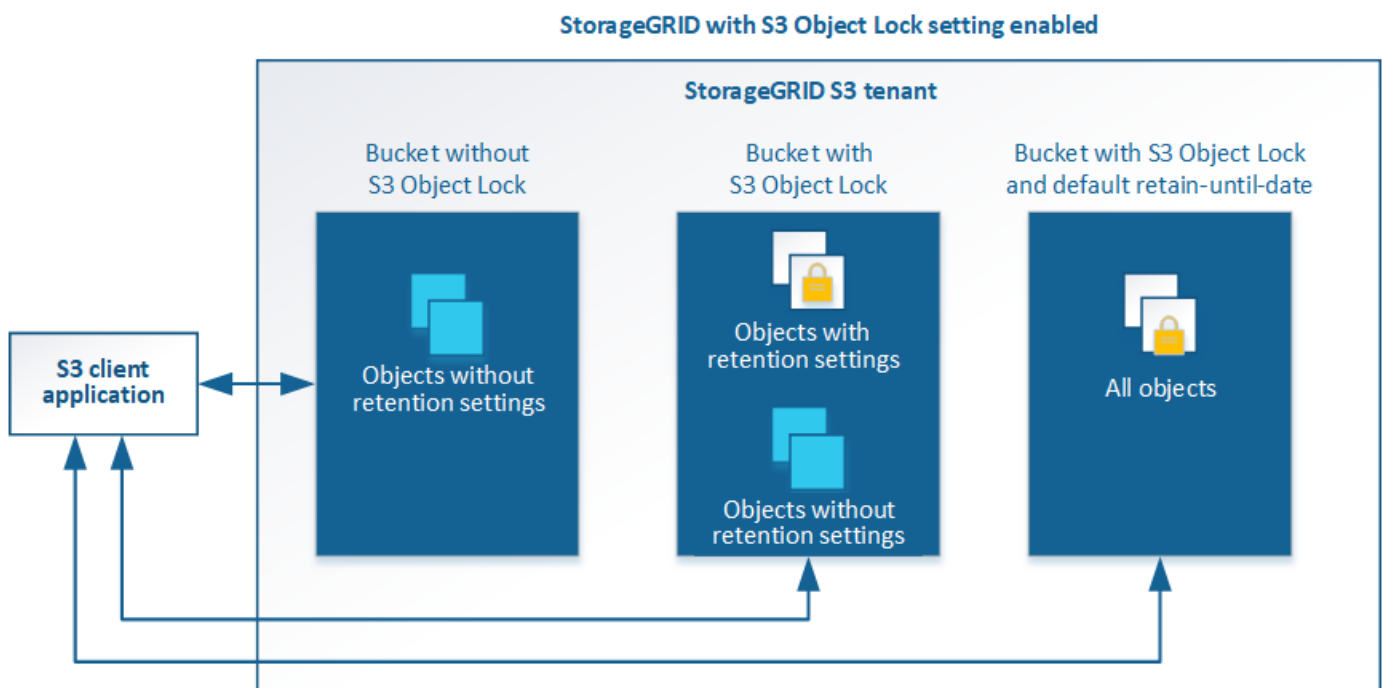 StorageGRID with S3 Object Lock setting enabled
StorageGRID S3 tenant
Bucket without
S3 Object Lock
Bucket with
S3 Object Lock
Bucket with S3 Object Lock
and default retain-until-date
S3 client
application
Objects without
retention settings
Objects with
retention settings
Objects without
retention settings
All objects